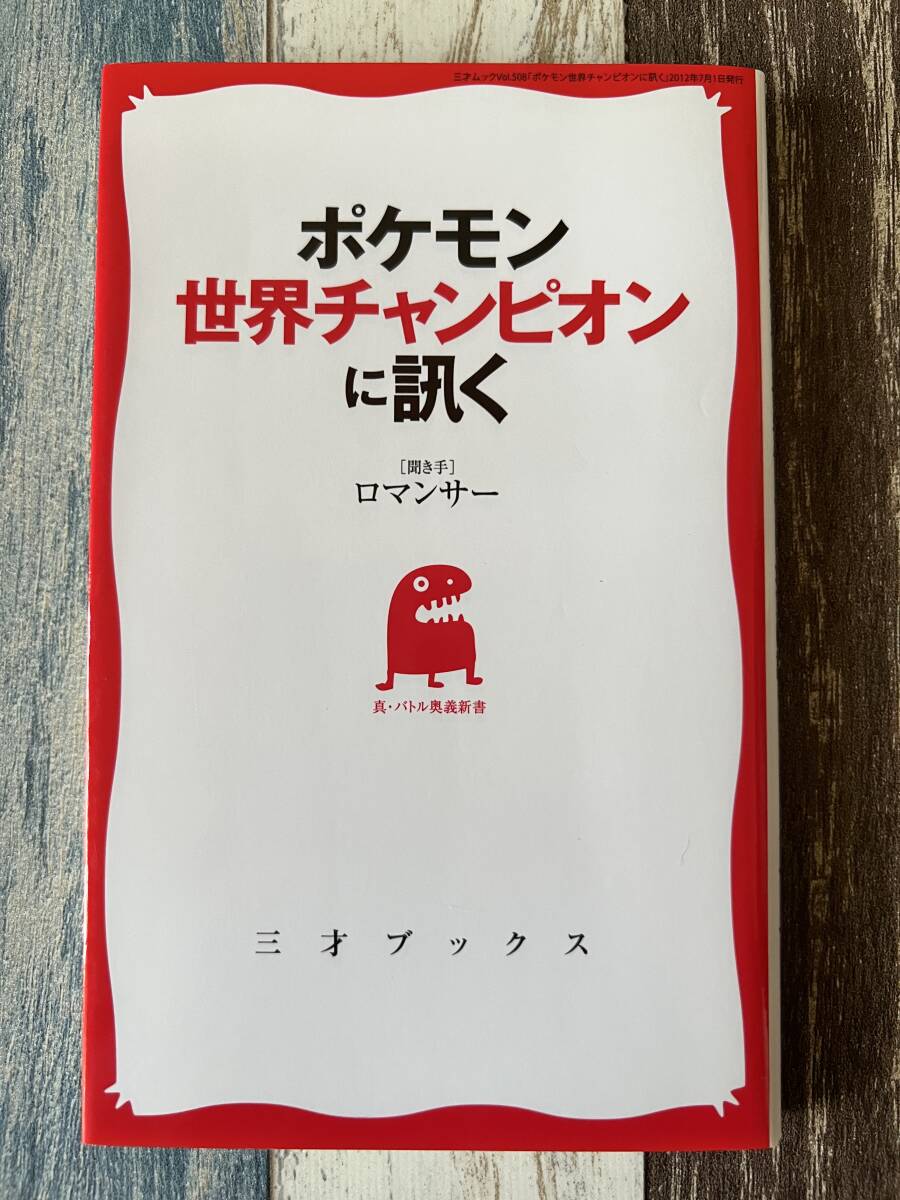 三才ムックVol.508「ポケモン世界チャンピオンに訊く」2012年7月1日発行
ポケモン
世界チャンピオン
に訊く
［聞き手］
ロマンサー
真・バトル奥義新書
三才ブックス